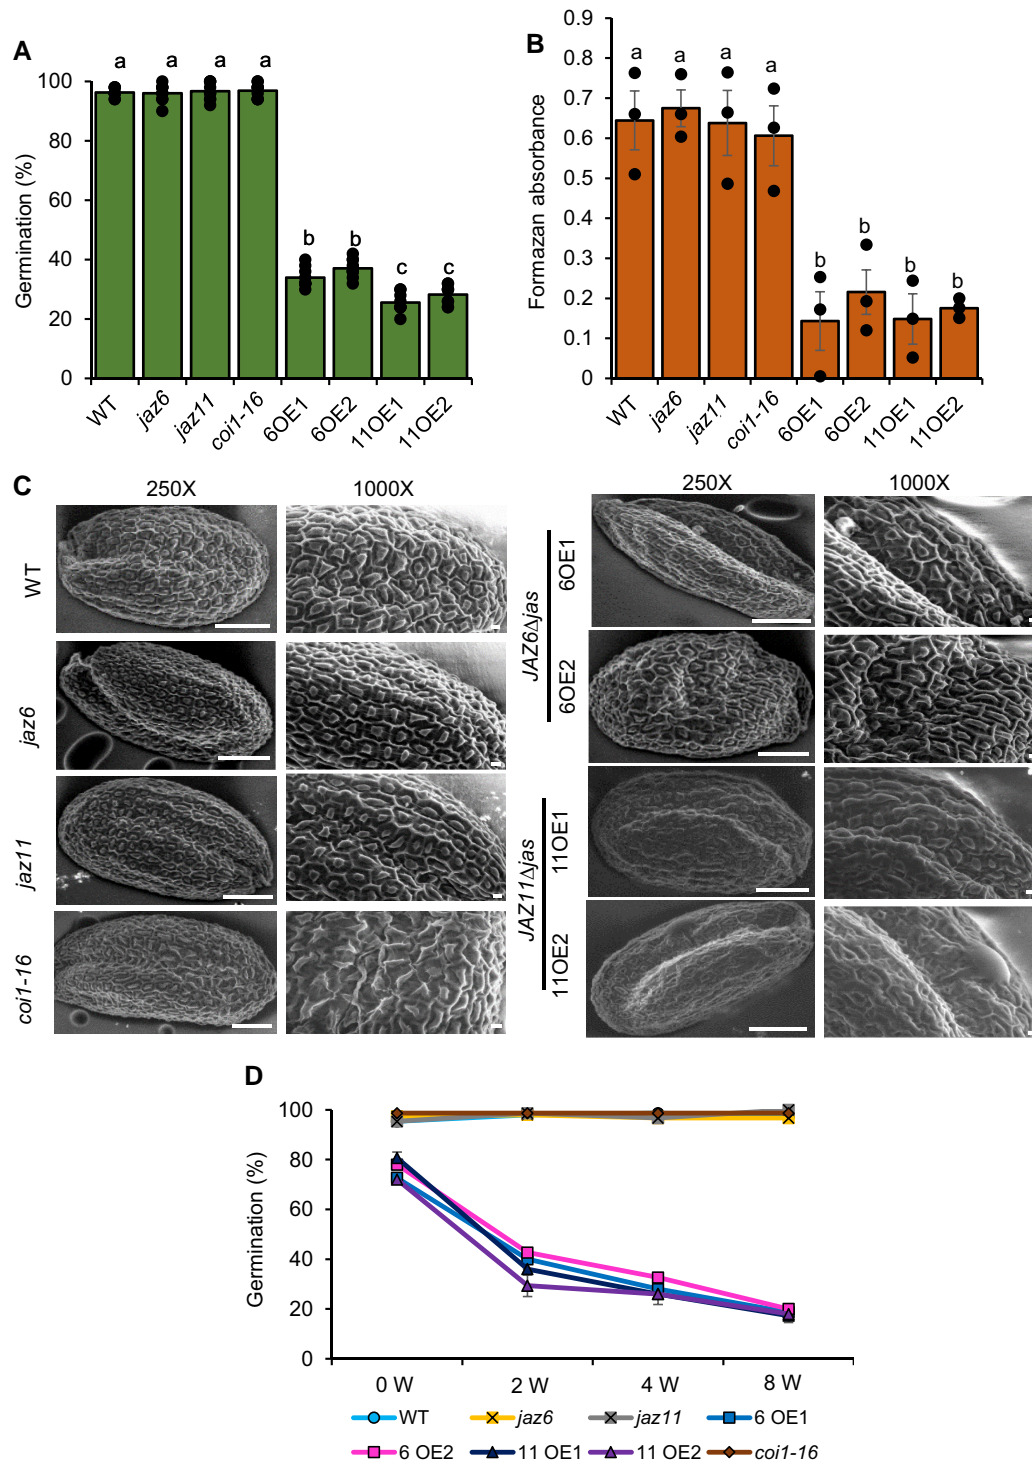 A
a a a a
100
80
60
40
20
0
Germination (%)
b b c c
WT jaz6 jaz11 coi1-16 6OE1 6OE2 11OE1 11OE2
B
0.9
0.8
0.7
0.6
0.5
0.4
0.3
0.2
0.1
0
Formazan absorbance
a a a a
b b b b
WT jaz6 jaz11 coi1-16 6OE1 6OE2 11OE1 11OE2
C
250X 1000X
WT
jaz6
jaz11
coi1-16
250X 1000X
JAZ6Δjas
6OE1
6OE2
JAZ11Δjas
11OE1
11OE2
D
100
80
60
40
20
0
Germination (%)
0 W 2 W 4 W 8 W
WT jaz6 jaz11 6 OE1
6 OE2 11 OE1 11 OE2 coi1-16